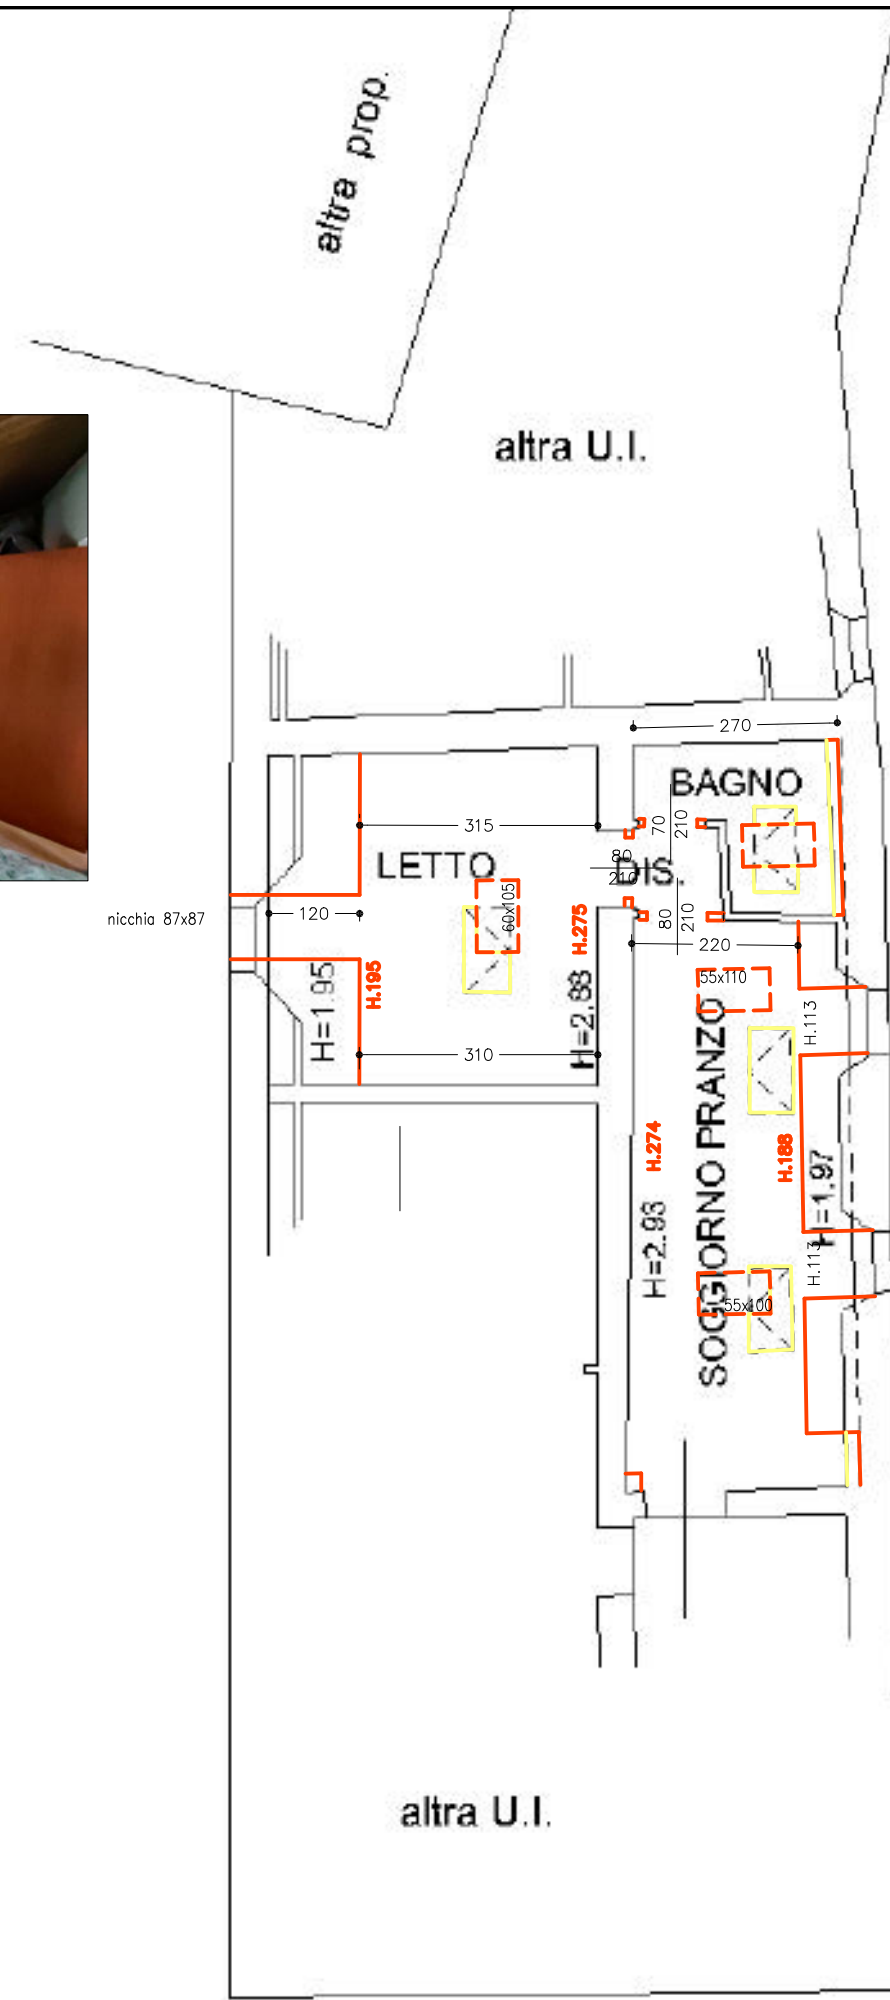 altra prop.
altra U.I.
270
BAGNO
70
210
315
80
210
LETTO
DIS.
60x105
nicchia 87x87
120
H.275
80
210
220
H=1.95
H.195
H=2.88
55x110
H.113
310
SOGGIORNO PRANZO
H.274
H.188
H=1.97
H=2.93
H.113
55x100
altra U.I.